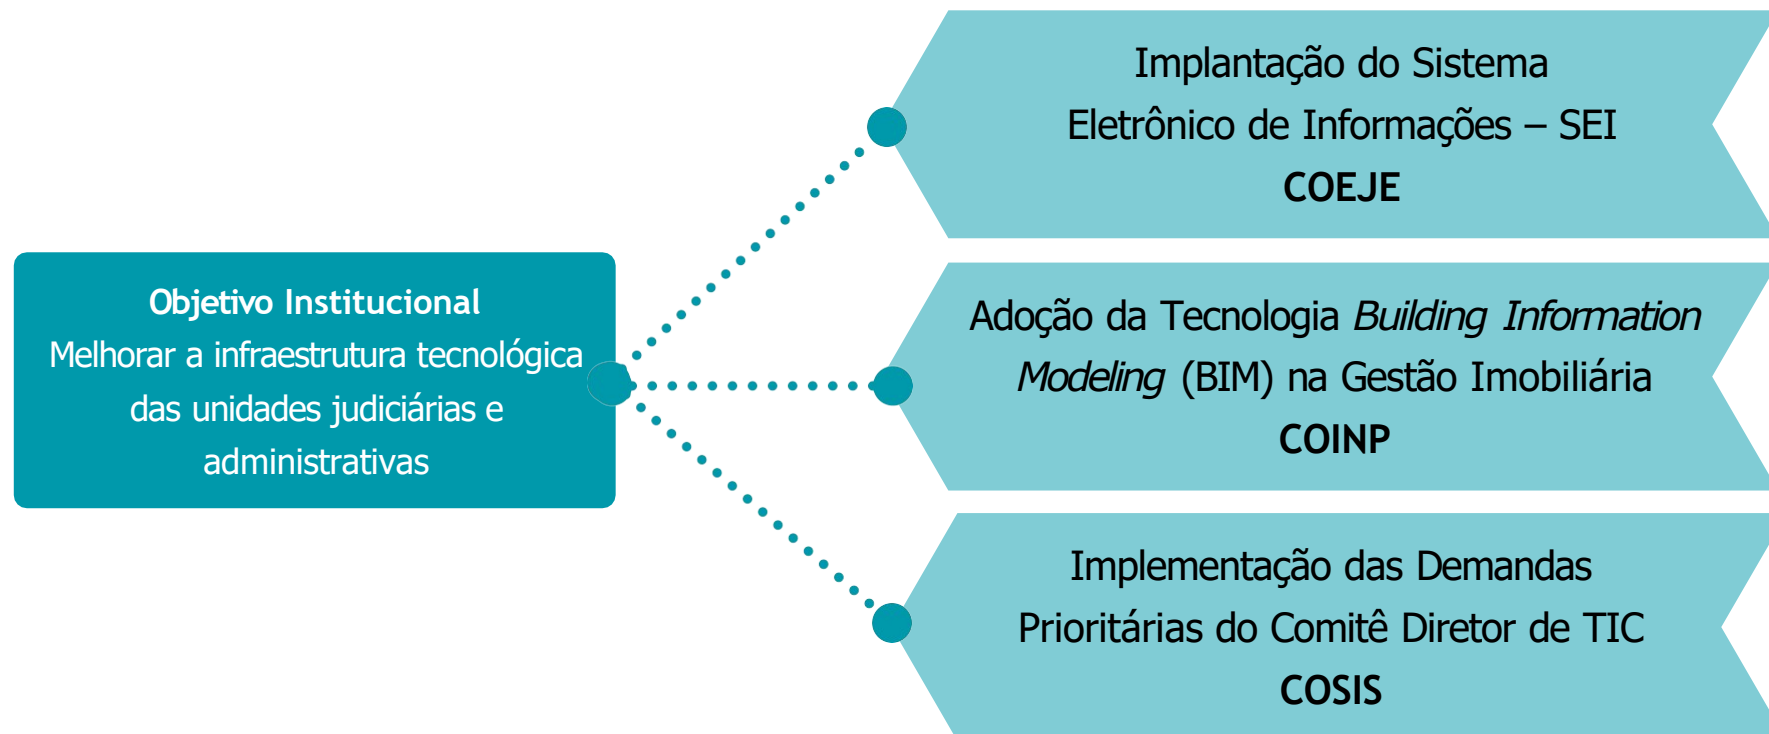 Objetivo Institucional
Melhorar a infraestrutura tecnológica
das unidades judiciárias e
administrativas
Implantação do Sistema
Eletrônico de Informações – SEI
COEJE
Adoção da Tecnologia Building Information
Modeling (BIM) na Gestão Imobiliária
COINP
Implementação das Demandas
Prioritárias do Comitê Diretor de TIC
COSIS